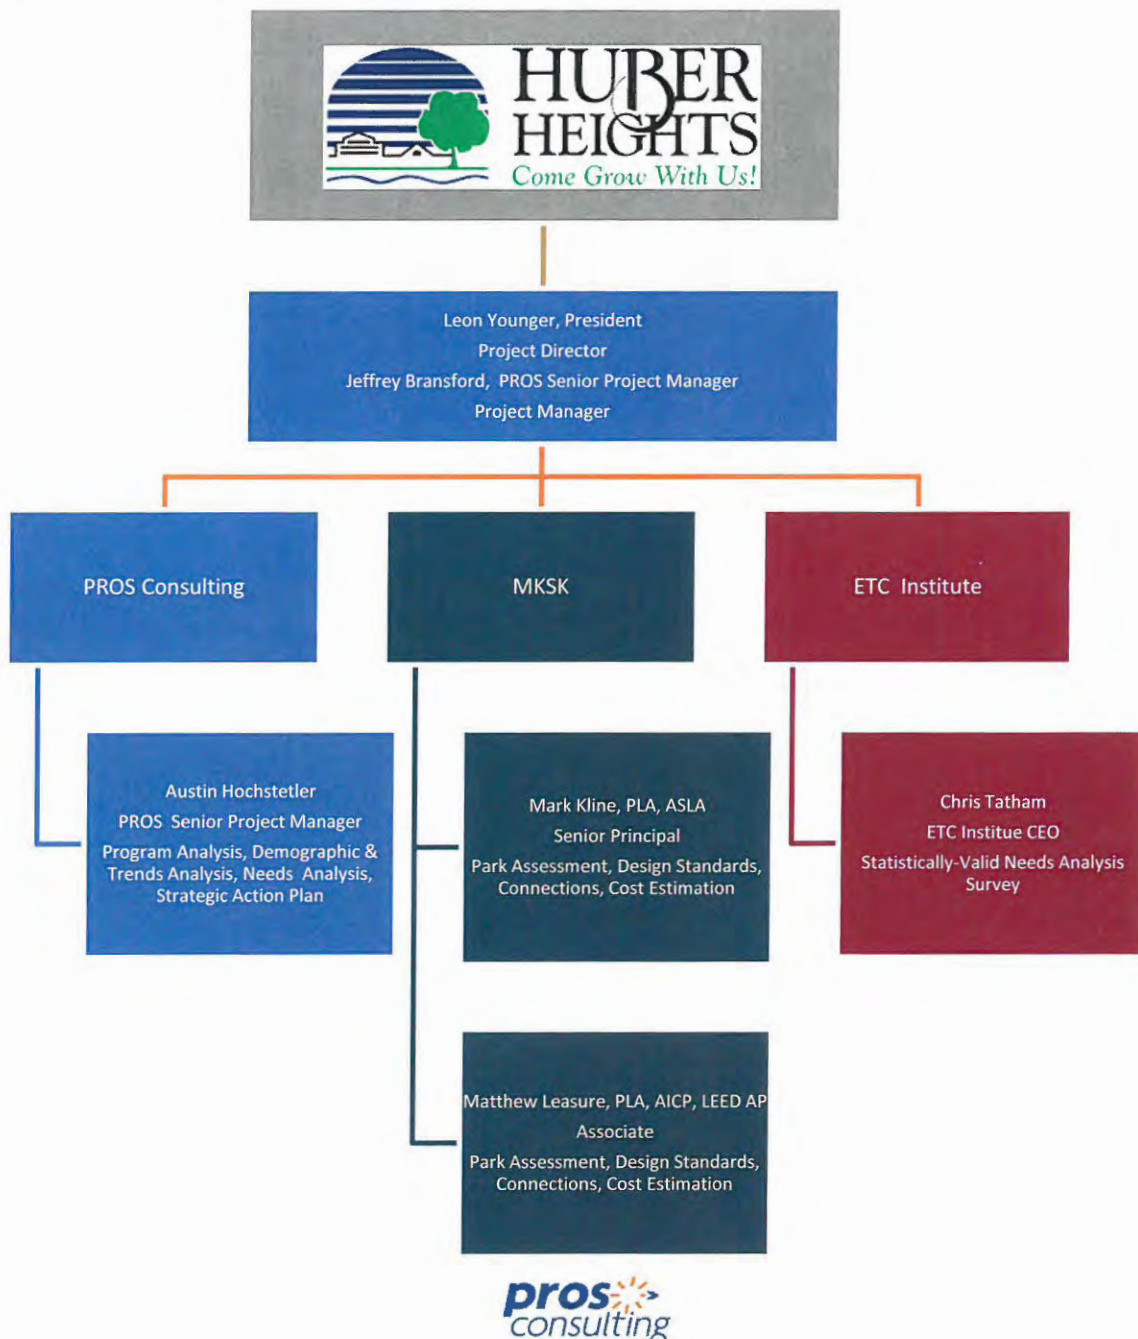 HUBER
HEIGHTS
Come Grow With Us!
Leon Younger, President
Project Director
Jeffrey Bransford, PROS Senior Project Manager
Project Manager
PROS Consulting
MKSK
ETC Institute
Austin Hochstetler
PROS Senior Project Manager
Program Analysis, Demographic &
Trends Analysis, Needs Analysis,
Strategic Action Plan
Mark Kline, PLA, ASLA
Senior Principal
Park Assessment, Design Standards,
Connections, Cost Estimation
Chris Tatham
ETC Institue CEO
Statistically-Valid Needs Analysis
Survey
Matthew Leasure, PLA, AICP, LEED AP
Associate
Park Assessment, Design Standards,
Connections, Cost Estimation
pros
consulting